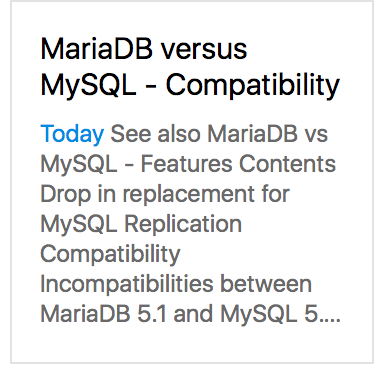 MariaDB versus
MySQL - Compatibility
Today See also MariaDB vs
MySQL - Features Contents
Drop in replacement for
MySQL Replication
Compatibility
Incompatibilities between
MariaDB 5.1 and MySQL 5....